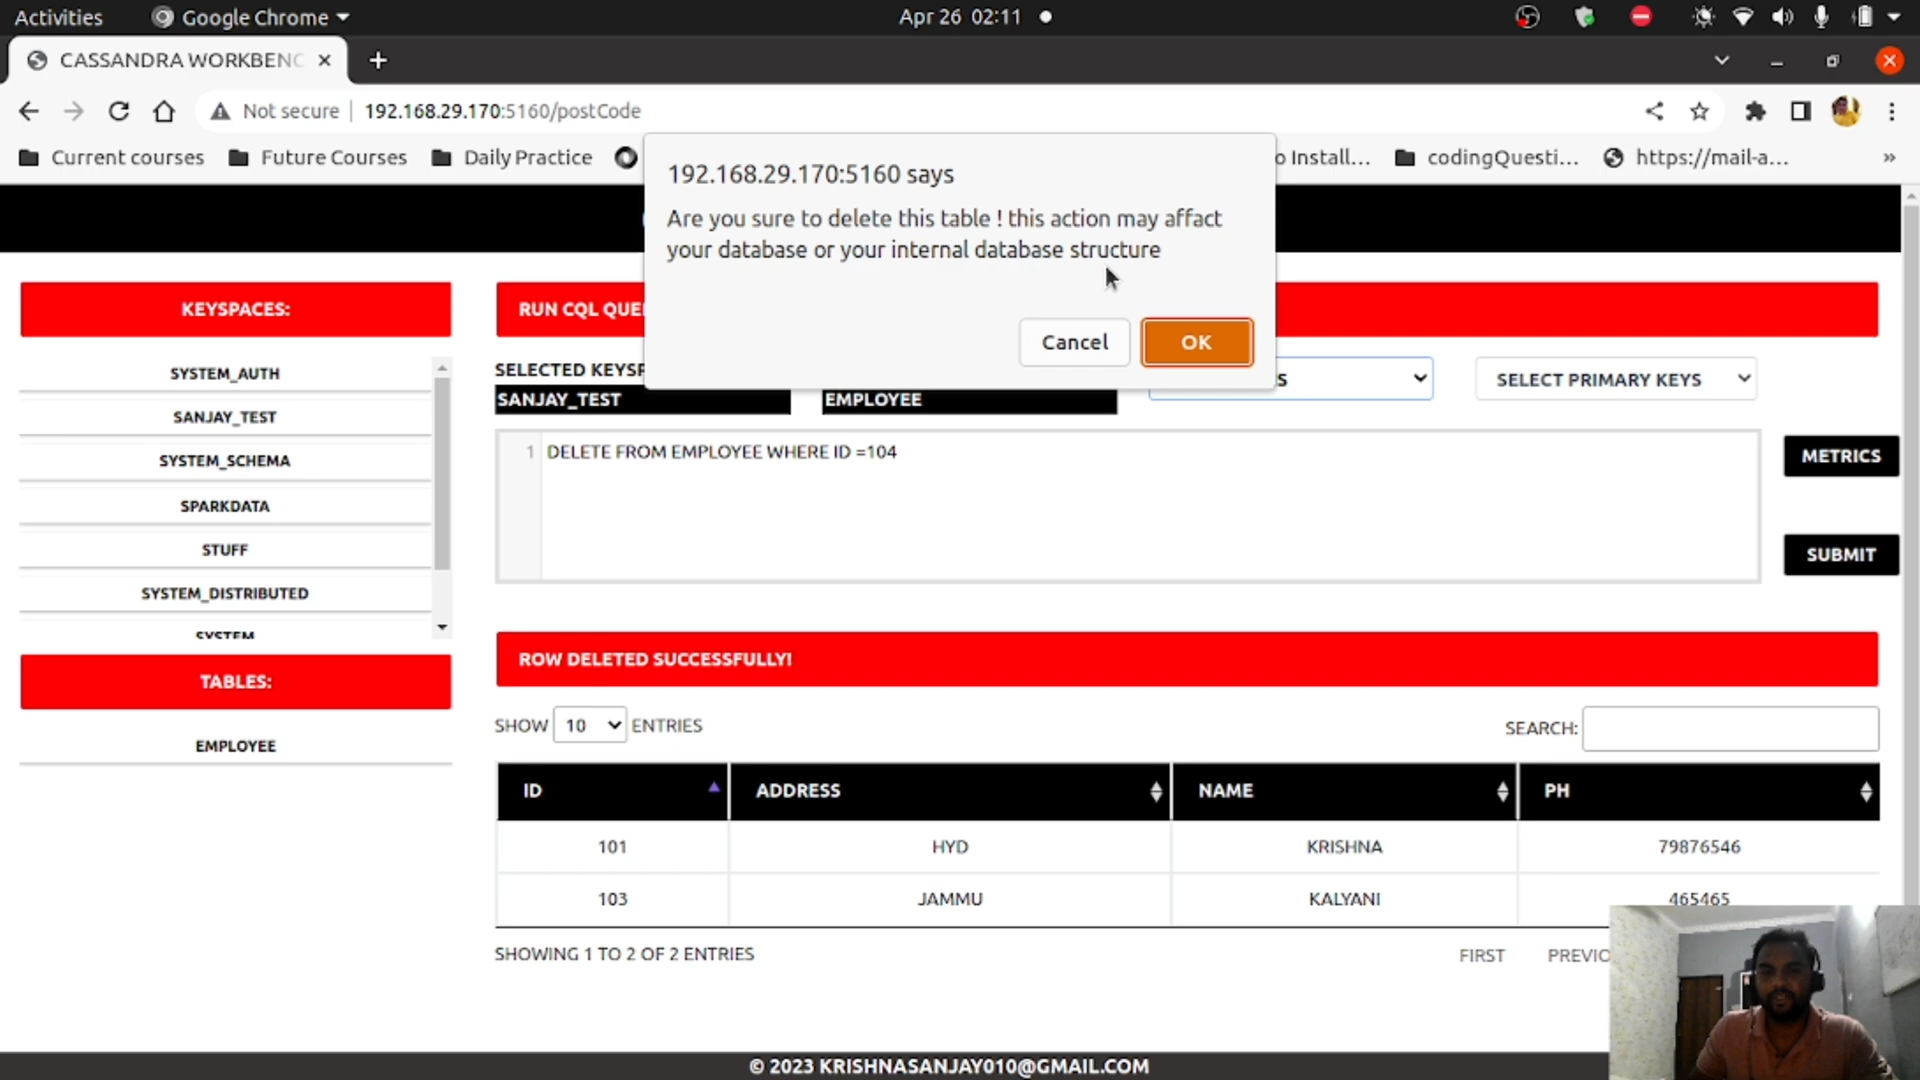 Activities
Google Chrome
Apr 26 02:11
CASSANDRA WORKBENC
Not secure
192.168.29.170:5160/postCode
Current courses
Future Courses
Daily Practice
o Install...
codingQuesti...
https://mail-a...
»
192.168.29.170:5160 says
Are you sure to delete this table ! this action may affact
your database or your internal database structure
Cancel
OK
KEYSPACES:
SYSTEM_AUTH
SANJAY_TEST
SYSTEM_SCHEMA
SPARKDATA
STUFF
SYSTEM_DISTRIBUTED
SYSTEM
TABLES:
EMPLOYEE
RUN CQL QUE
SELECTED KEYSP
SANJAY_TEST
EMPLOYEE
S
SELECT PRIMARY KEYS
1 DELETE FROM EMPLOYEE WHERE ID =104
METRICS
SUBMIT
ROW DELETED SUCCESSFULLY!
SHOW 10 ENTRIES
SEARCH:
ID ADDRESS NAME PH
101 HYD KRISHNA 79876546
103 JAMMU KALYANI 465465
SHOWING 1 TO 2 OF 2 ENTRIES
FIRST
PREVIO
© 2023 KRISHNASANJAY010@GMAIL.COM